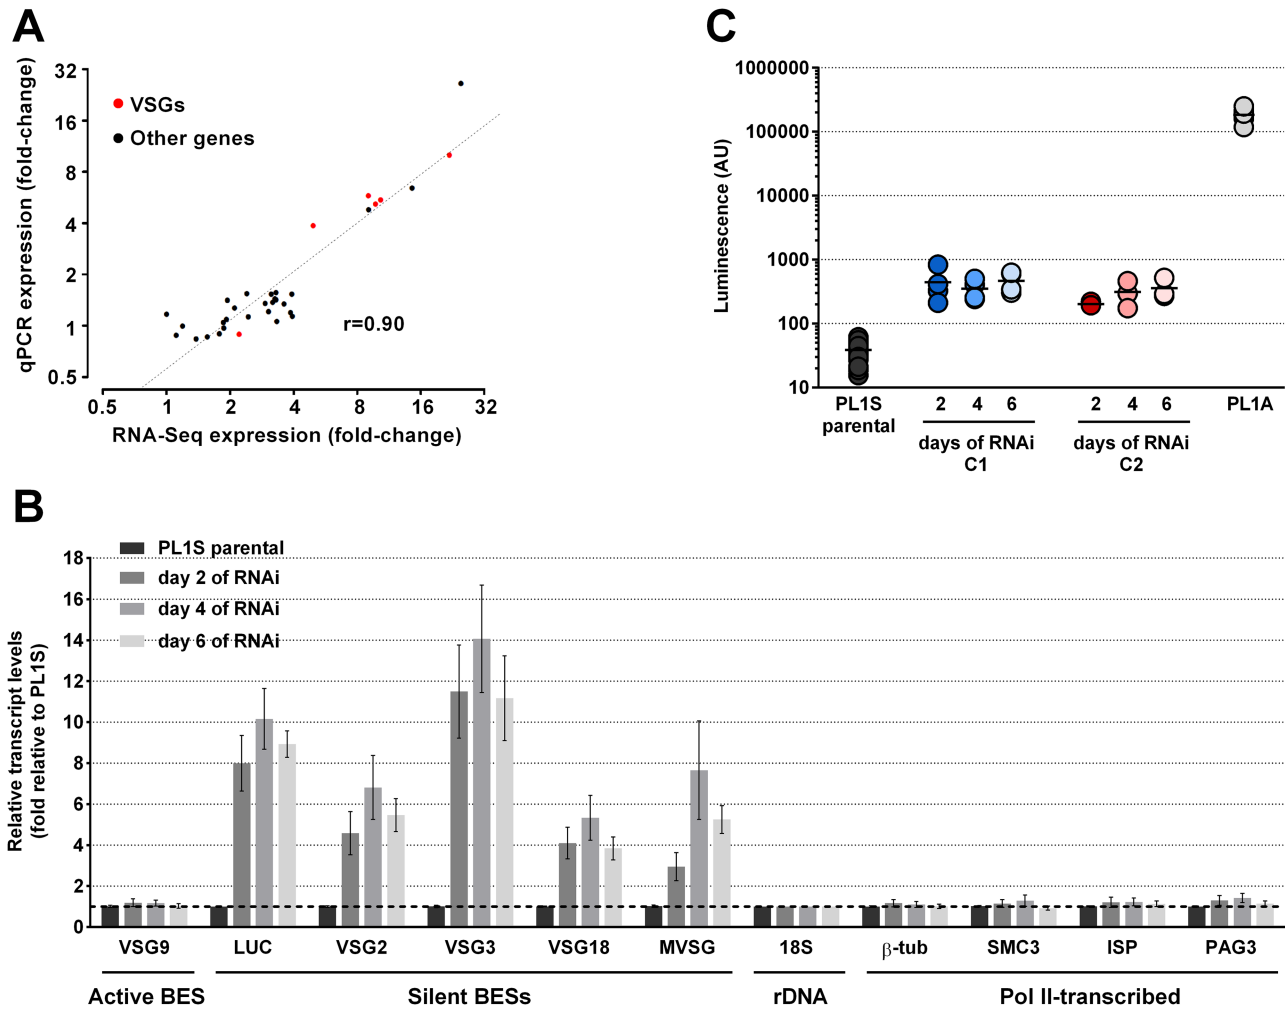 A
qPCR expression (fold-change)
32
16
8
4
2
1
0.5
VSGs
Other genes
r=0.90
0.5 1 2 4 8 16 32
RNA-Seq expression (fold-change)
C
Luminescence (AU)
1000000
100000
10000
1000
100
10
PL1S
parental
2 4 6
days of RNAi
C1
2 4 6
days of RNAi
C2
PL1A
B
Relative transcript levels
(fold relative to PL1S)
18
16
14
12
10
8
6
4
2
0
PL1S parental
day 2 of RNAi
day 4 of RNAi
day 6 of RNAi
VSG9 LUC VSG2 VSG3 VSG18 MVSG 18S β-tub SMC3 ISP PAG3
Active BES Silent BESs rDNA Pol II-transcribed